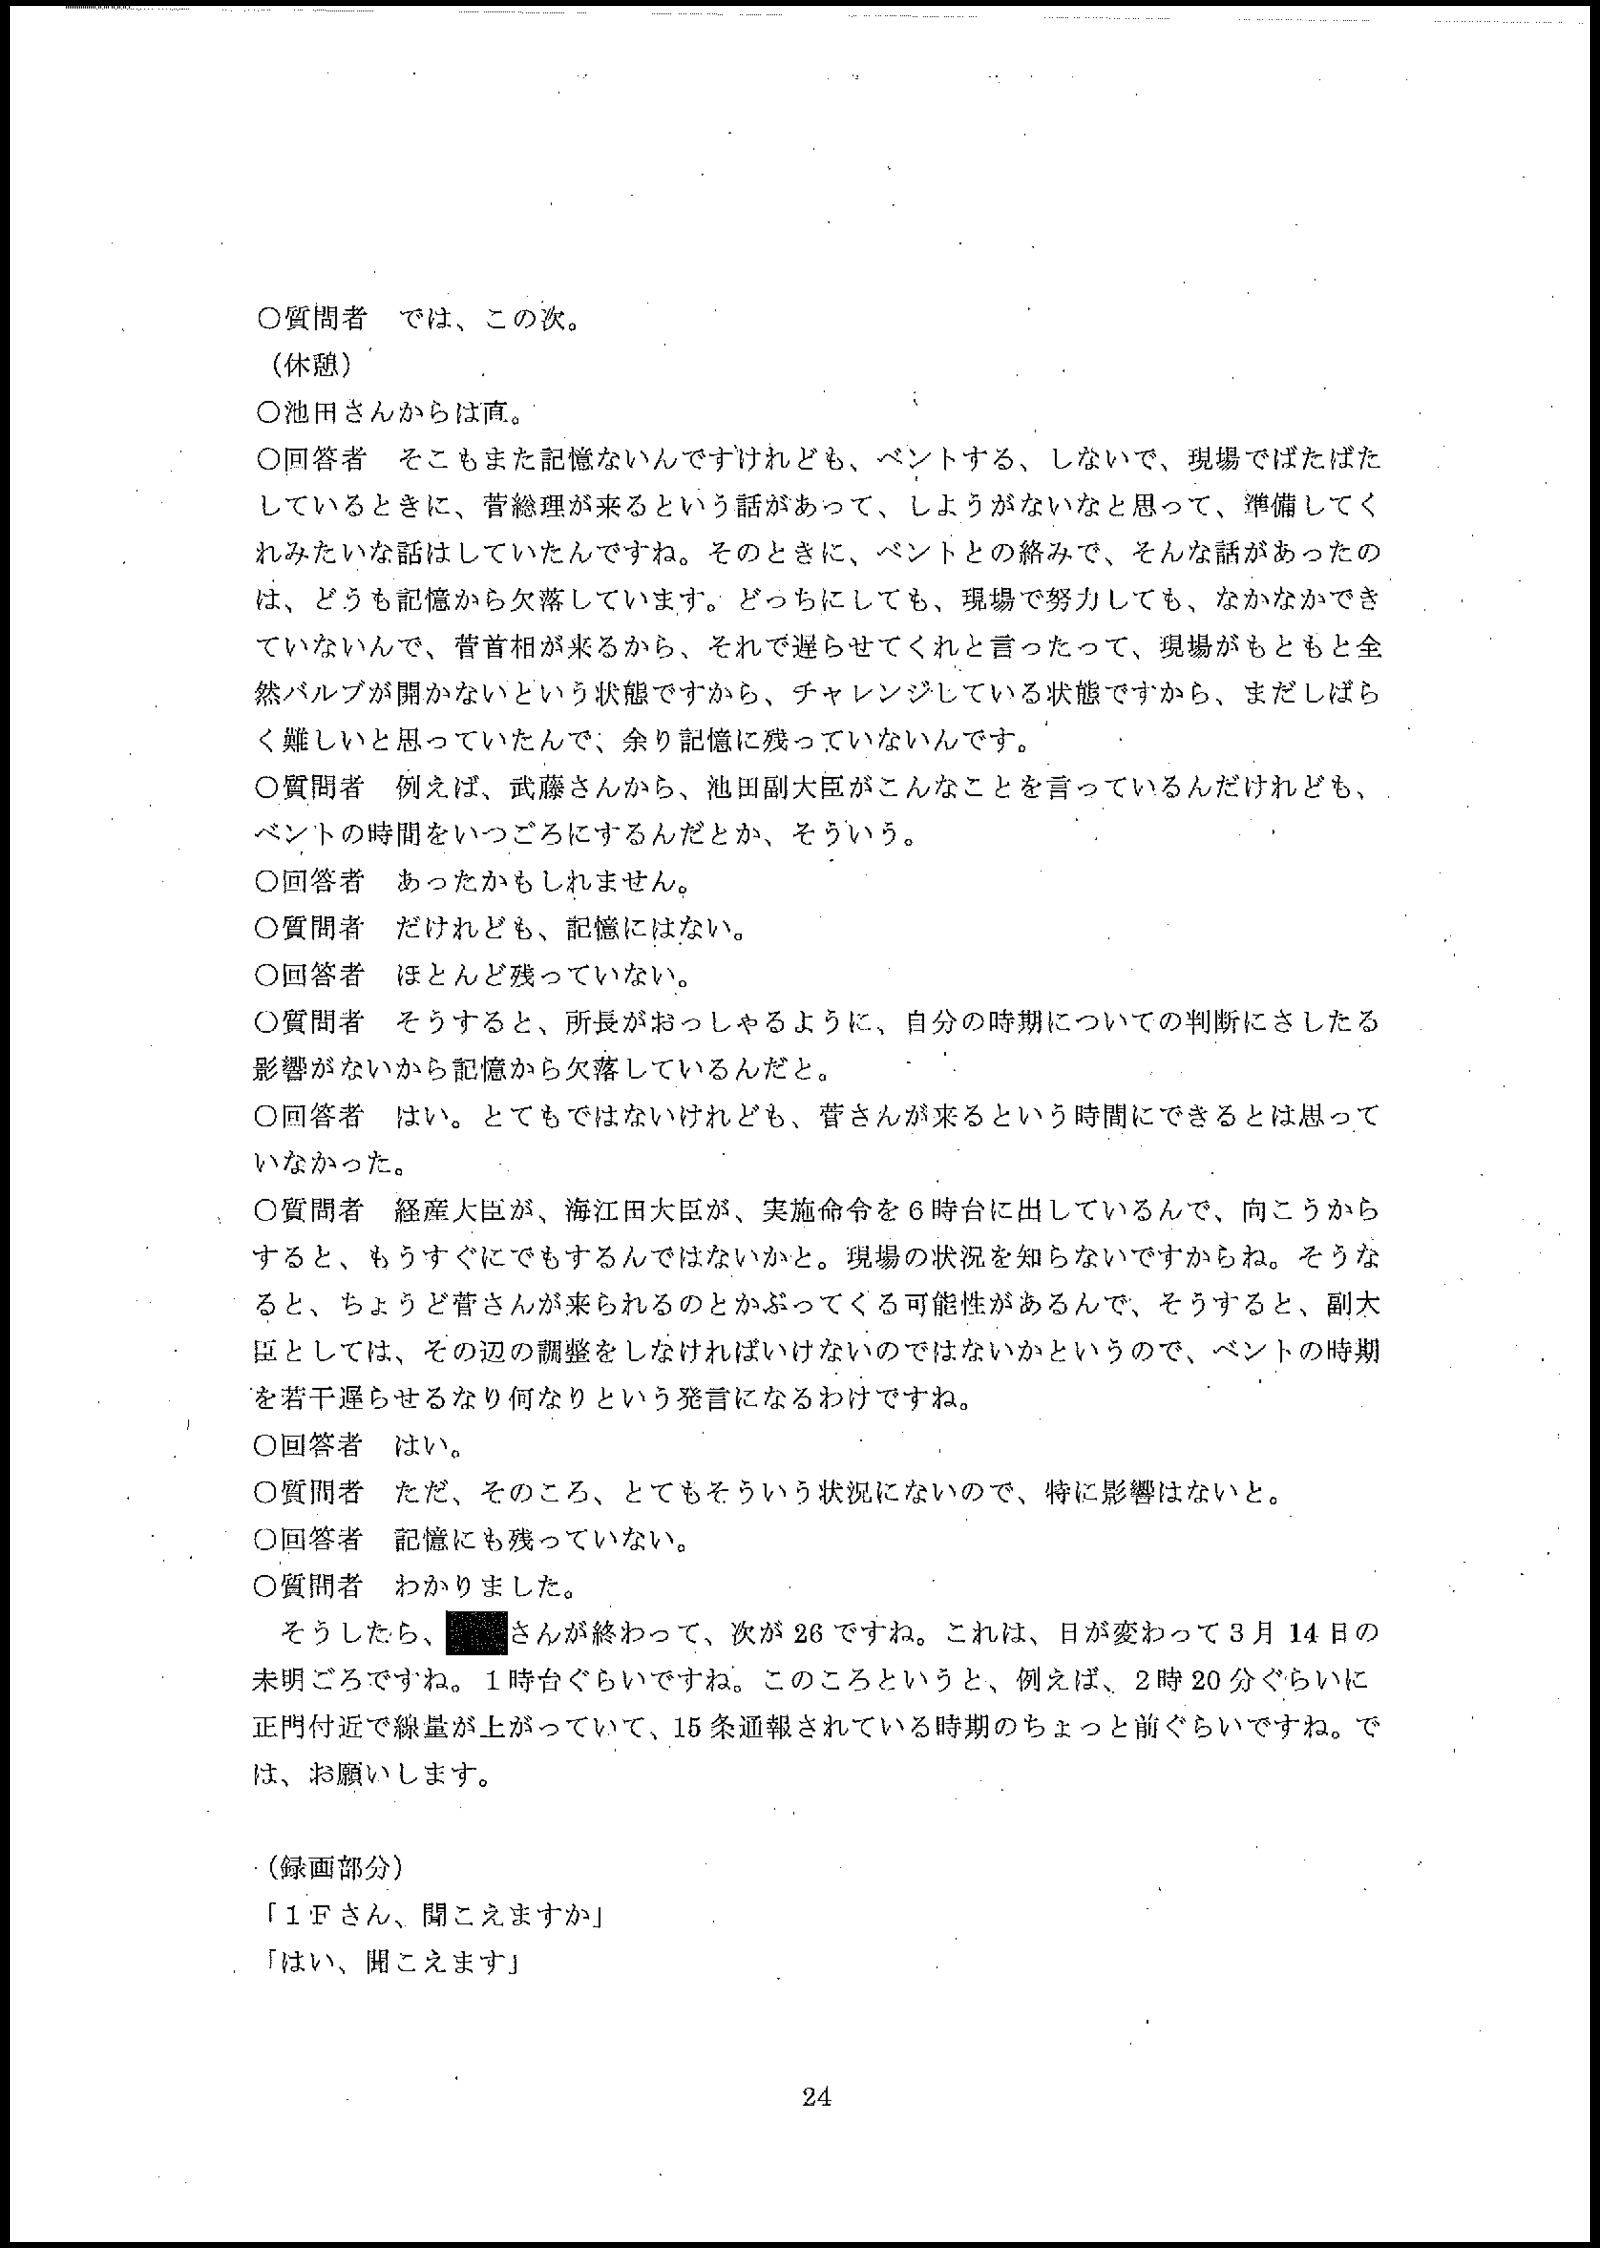 ○質問者　では、この次。
（休憩）
○池田さんからは直。
○回答者　そこもまた記憶ないんですけれども、ベントする、しないで、現場でばたばた
しているときに、菅総理が来るという話があって、しようがないなと思って、準備してく
れみたいな話はしていたんですね。そのときに、ベントとの絡みで、そんな話があったの
は、どうも記憶から欠落しています。どっちにしても、現場で努力しても、なかなかでき
ていないんで、菅首相が来るから、それで遅らせてくれと言ったって、現場がもともと全
然バルブが開かないという状態ですから、チャレンジしている状態ですから、まだしばら
く難しいと思っていたんで、余り記憶に残っていないんです。
○質問者　例えば、武藤さんから、池田副大臣がこんなことを言っているんだけれども、
ベントの時間をいつごろにするんだとか、そういう。
○回答者　あったかもしれません。
○質問者　だけれども、記憶にはない。
○回答者　ほとんど残っていない。
○質問者　そうすると、所長がおっしゃるように、自分の時期についての判断にさしたる
影響がないから記憶から欠落しているんだと。
○回答者　はい。とてもではないけれども、菅さんが来るという時間にできるとは思って
いなかった。
○質問者　経産大臣が、海江田大臣が、実施命令を６時台に出しているんで、向こうから
すると、もうすぐにでもするんではないかと。現場の状況を知らないですからね。そうな
ると、ちょうど菅さんが来られるのとかぶってくる可能性があるんで、そうすると、副大
臣としては、その辺の調整をしなければいけないのではないかというので、ベントの時期
を若干遅らせるなり何なりという発言になるわけですね。
○回答者　はい。
○質問者　ただ、そのころ、とてもそういう状況にないので、特に影響はないと。
○回答者　記憶にも残っていない。
○質問者　わかりました。
　そうしたら、さんが終わって、次が 26 ですね。これは、日が変わって３月 14 日の
未明ごろですね。１時台ぐらいですね。このころというと、例えば、２時 20 分ぐらいに
正門付近で線量が上がっていて、15 条通報されている時期のちょっと前ぐらいですね。で
は、お願いします。
（録画部分）
「１Ｆさん、聞こえますか」
「はい、聞こえます」
24